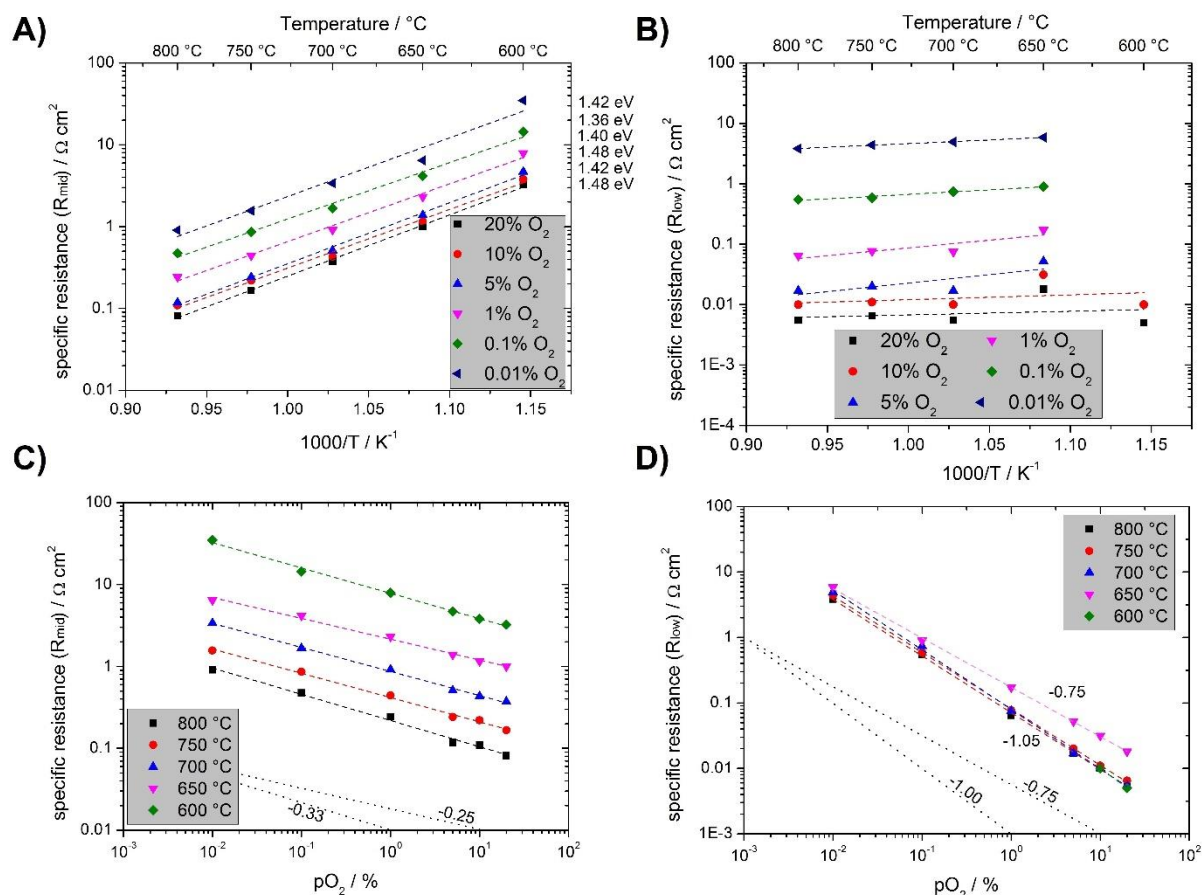 A)
Temperature / °C
800 °C 750 °C 700 °C 650 °C 600 °C
specific resistance (Rmid) / Ω cm²
100
10
1
0.1
0.01
0.90 0.95 1.00 1.05 1.10 1.15
1000/T / K⁻¹
1.42 eV
1.36 eV
1.40 eV
1.48 eV
1.42 eV
1.48 eV
20% O₂
10% O₂
5% O₂
1% O₂
0.1% O₂
0.01% O₂
B)
Temperature / °C
800 °C 750 °C 700 °C 650 °C 600 °C
specific resistance (Rlow) / Ω cm²
100
10
1
0.1
0.01
1E-3
1E-4
0.90 0.95 1.00 1.05 1.10 1.15
1000/T / K⁻¹
20% O₂ 1% O₂
10% O₂ 0.1% O₂
5% O₂ 0.01% O₂
C)
specific resistance (Rmid) / Ω cm²
100
10
1
0.1
0.01
10⁻³ 10⁻² 10⁻¹ 10⁰ 10¹ 10²
pO₂ / %
800 °C
750 °C
700 °C
650 °C
600 °C
-0.33
-0.25
D)
specific resistance (Rlow) / Ω cm²
100
10
1
0.1
0.01
1E-3
10⁻³ 10⁻² 10⁻¹ 10⁰ 10¹ 10²
pO₂ / %
800 °C
750 °C
700 °C
650 °C
600 °C
-0.75
-1.05
-0.75
-1.00